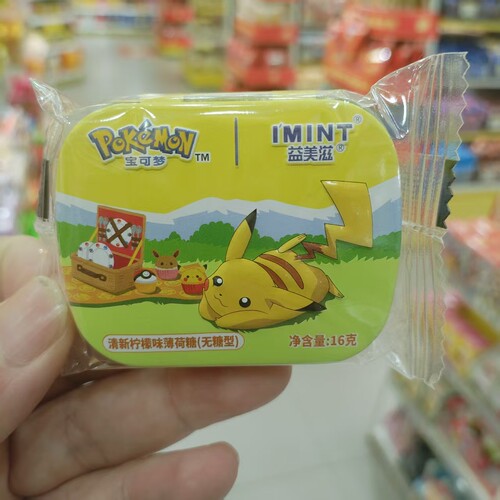 POKÉMON
宝可梦 TM
I'MINT®
益美滋®
清新柠檬味薄荷糖(无糖型)
净含量:16克